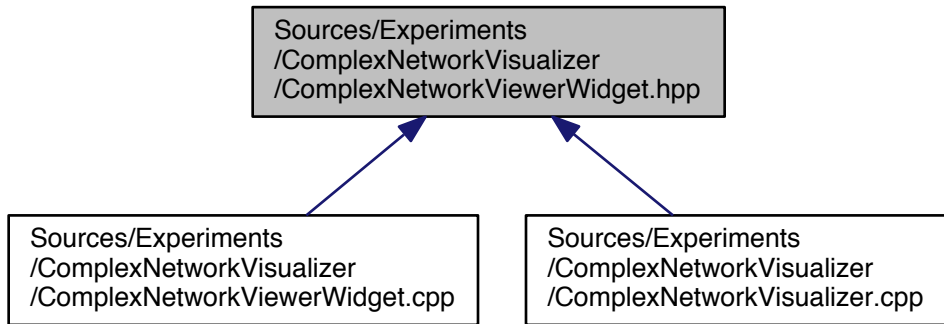 Sources/Experiments
/ComplexNetworkVisualizer
/ComplexNetworkViewerWidget.hpp
Sources/Experiments
/ComplexNetworkVisualizer
/ComplexNetworkViewerWidget.cpp
Sources/Experiments
/ComplexNetworkVisualizer
/ComplexNetworkVisualizer.cpp